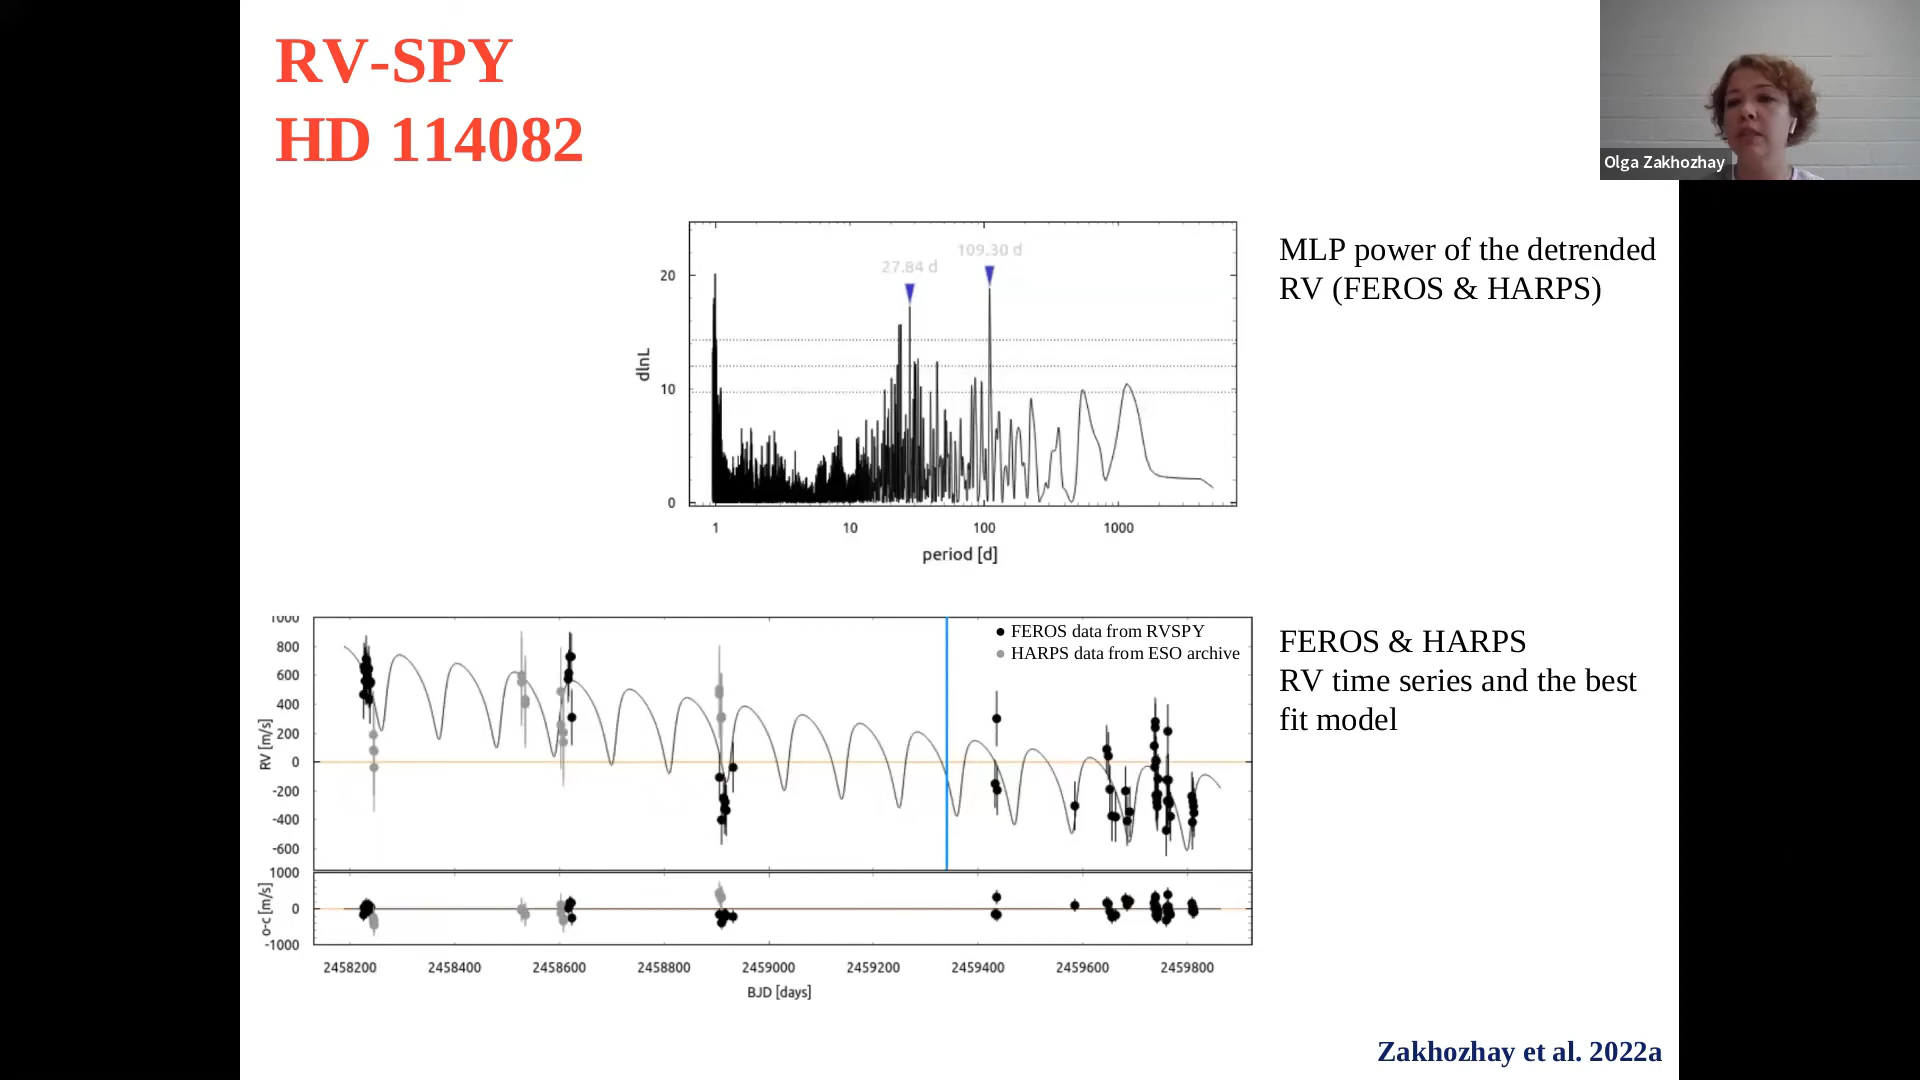 RV-SPY
HD 114082
Olga Zakhozhay
MLP power of the detrended
RV (FEROS & HARPS)
109.30 d
27.84 d
20
10
0
dlnL
1
10
100
1000
period [d]
FEROS & HARPS
RV time series and the best
fit model
FEROS data from RVSPY
HARPS data from ESO archive
1000
800
600
400
200
0
-200
-400
-600
RV [m/s]
1000
0
-1000
o-c [m/s]
2458200
2458400
2458600
2458800
2459000
2459200
2459400
2459600
2459800
BJD [days]
Zakhozhay et al. 2022a